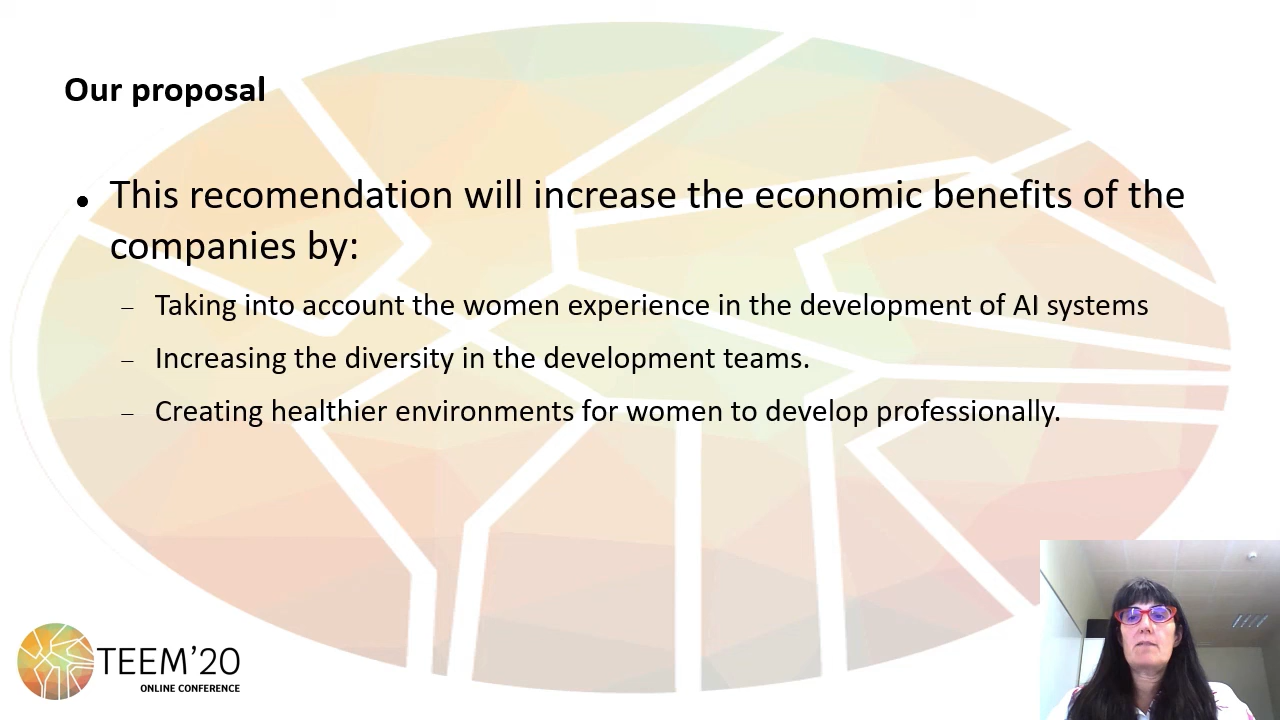 Our proposal
● This recomendation will increase the economic benefits of the
companies by:
– Taking into account the women experience in the development of AI systems
– Increasing the diversity in the development teams.
– Creating healthier environments for women to develop professionally.
TEEM’20
ONLINE CONFERENCE